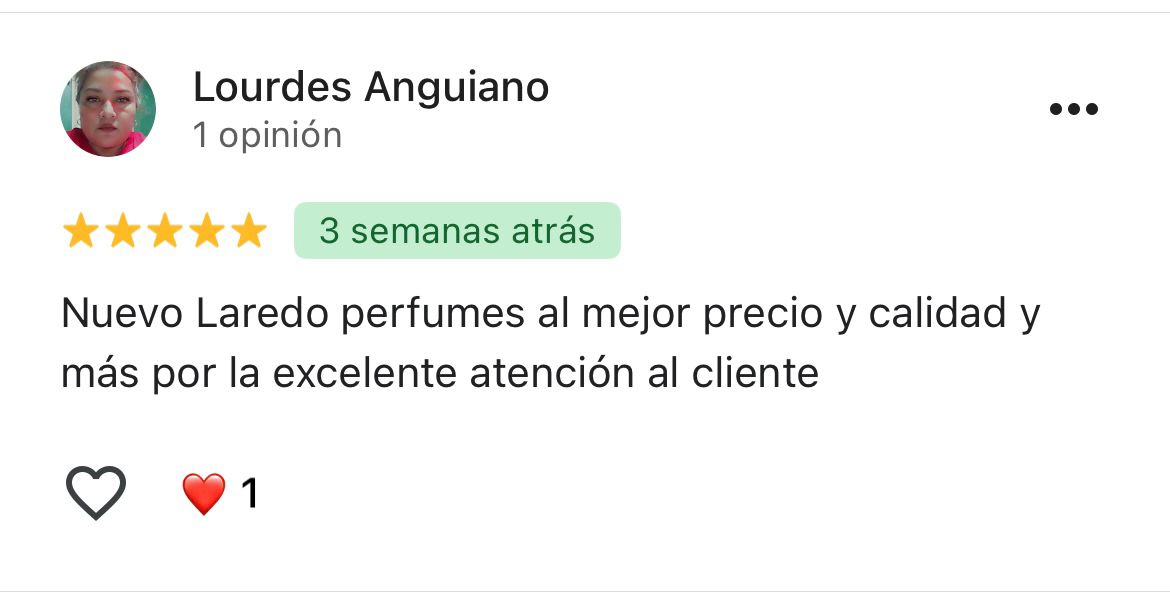 Lourdes Anguiano
1 opinión
3 semanas atrás
Nuevo Laredo perfumes al mejor precio y calidad y
más por la excelente atención al cliente
1